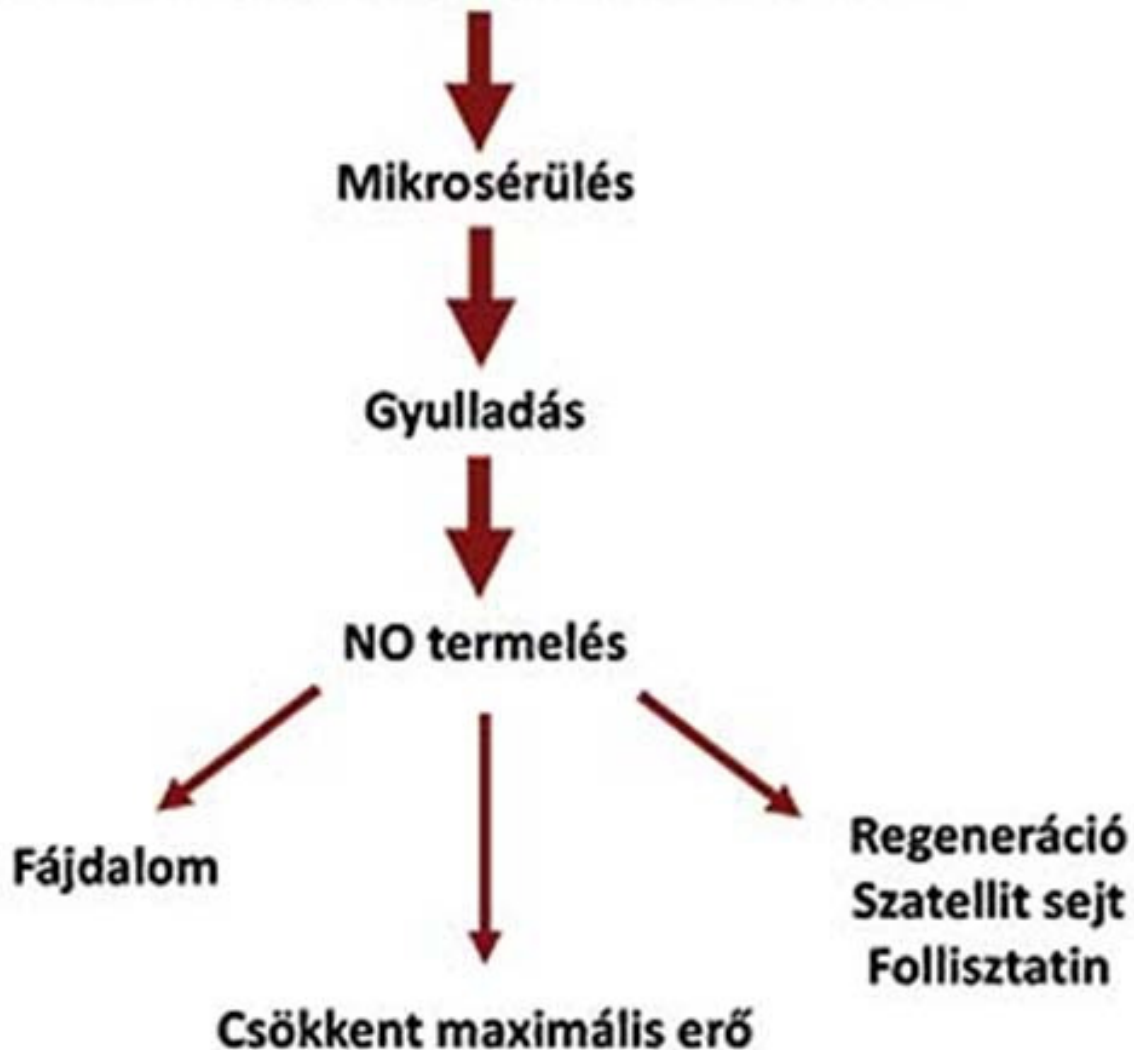 Mikrosérülés
Gyulladás
NO termelés
Fájdalom
Csökkent maximális erő
Regeneráció
Szatellit sejt
Follisztatin